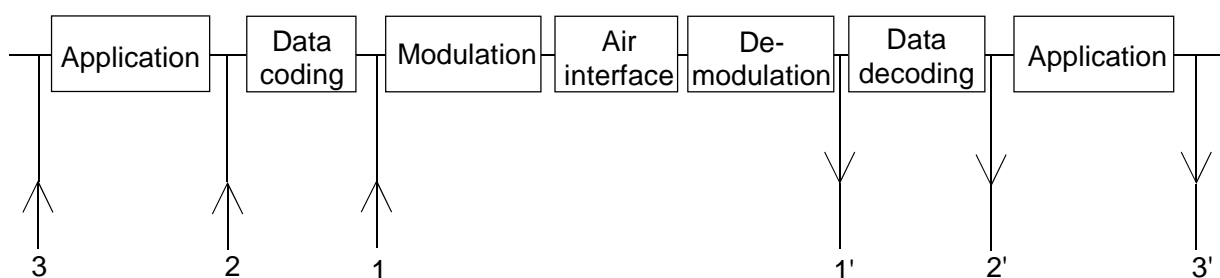 Application
Data
coding
Modulation
Air
interface
De-
modulation
Data
decoding
Application
3
2
1
1'
2'
3'